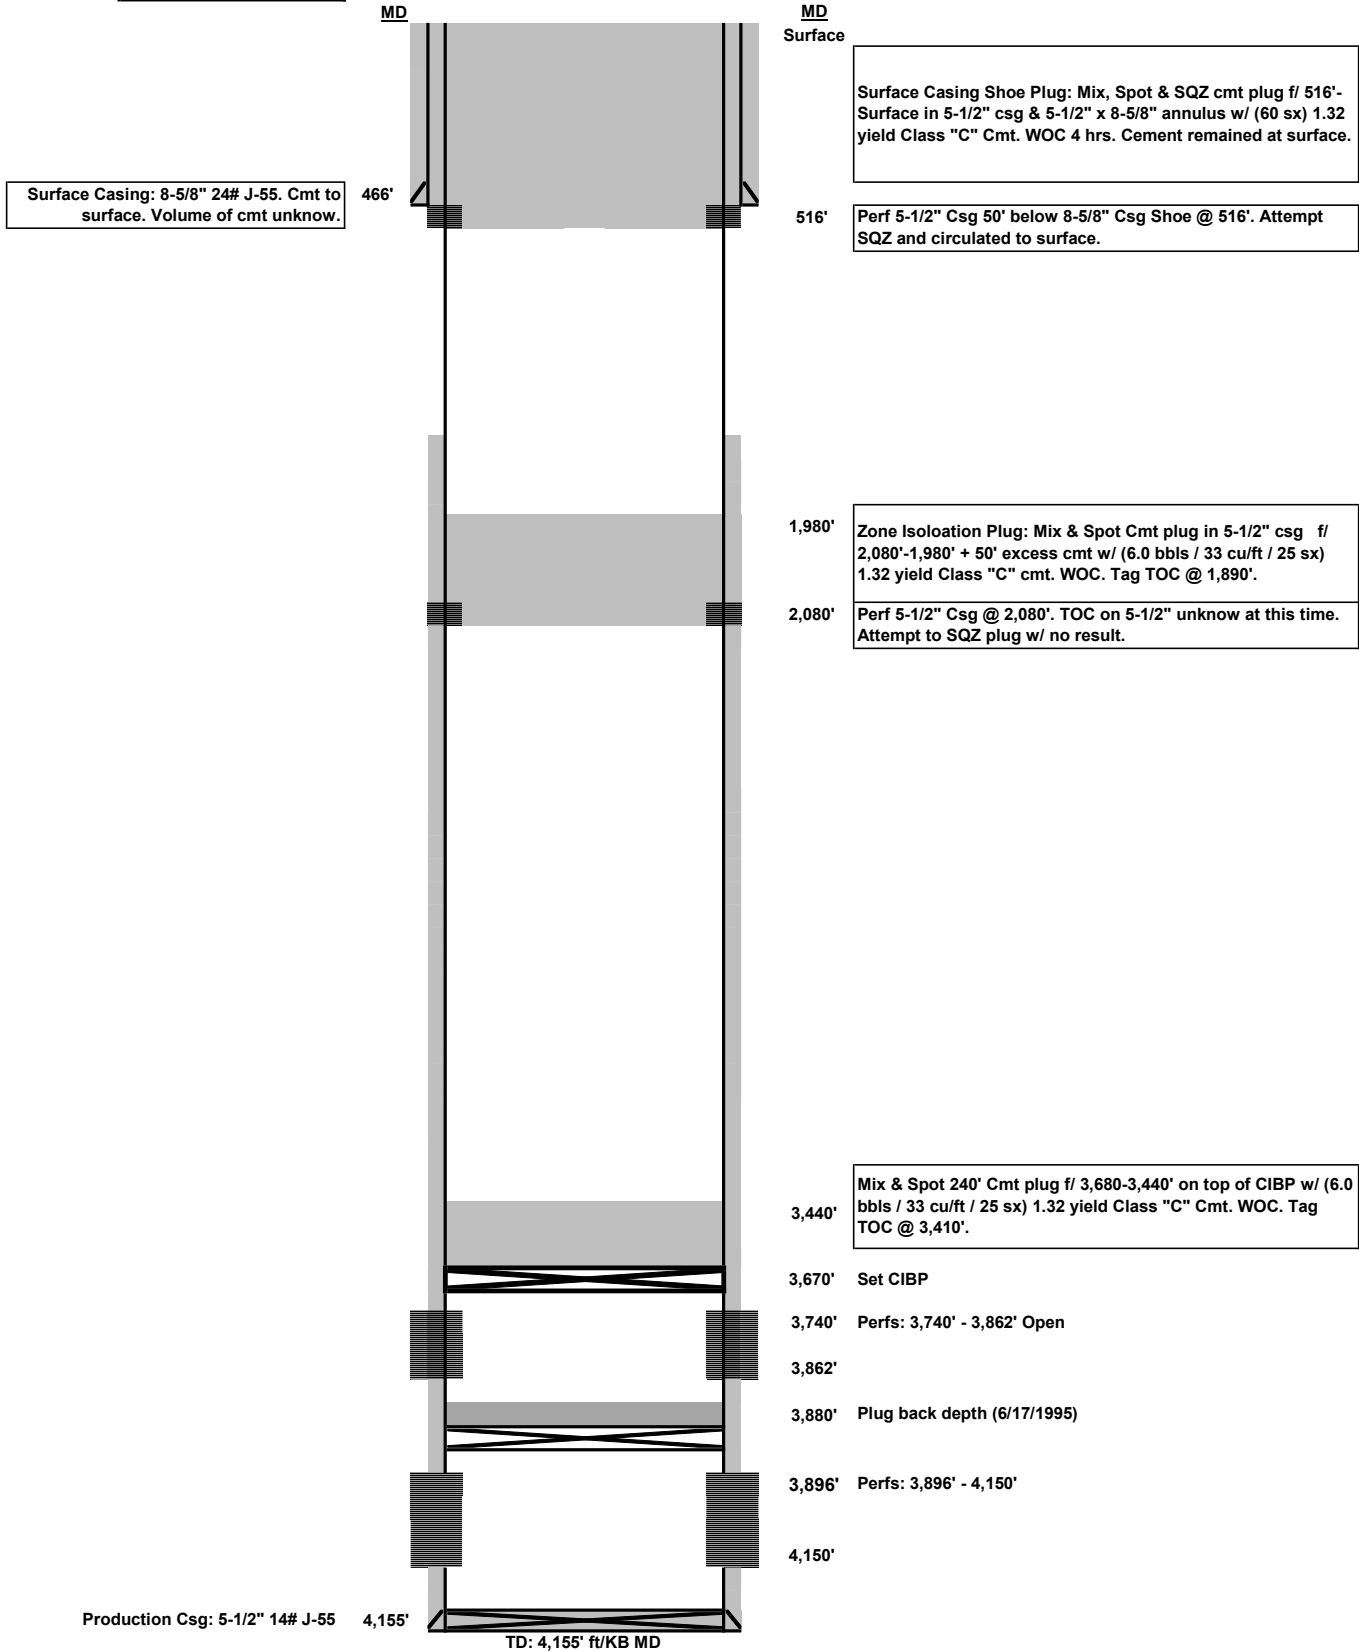 MD
MD
Surface
Surface Casing Shoe Plug: Mix, Spot & SQZ cmt plug f/ 516'-
Surface in 5-1/2" csg & 5-1/2" x 8-5/8" annulus w/ (60 sx) 1.32
yield Class "C" Cmt. WOC 4 hrs. Cement remained at surface.
Surface Casing: 8-5/8" 24# J-55. Cmt to
surface. Volume of cmt unknow.
466'
516'
Perf 5-1/2" Csg 50' below 8-5/8" Csg Shoe @ 516'. Attempt
SQZ and circulated to surface.
1,980'
Zone Isoloation Plug: Mix & Spot Cmt plug in 5-1/2" csg f/
2,080'-1,980' + 50' excess cmt w/ (6.0 bbls / 33 cu/ft / 25 sx)
1.32 yield Class "C" cmt. WOC. Tag TOC @ 1,890'.
2,080'
Perf 5-1/2" Csg @ 2,080'. TOC on 5-1/2" unknow at this time.
Attempt to SQZ plug w/ no result.
3,440'
Mix & Spot 240' Cmt plug f/ 3,680-3,440' on top of CIBP w/ (6.0
bbls / 33 cu/ft / 25 sx) 1.32 yield Class "C" Cmt. WOC. Tag
TOC @ 3,410'.
3,670' Set CIBP
3,740' Perfs: 3,740' - 3,862' Open
3,862'
3,880' Plug back depth (6/17/1995)
3,896' Perfs: 3,896' - 4,150'
4,150'
Production Csg: 5-1/2" 14# J-55 4,155'
TD: 4,155' ft/KB MD